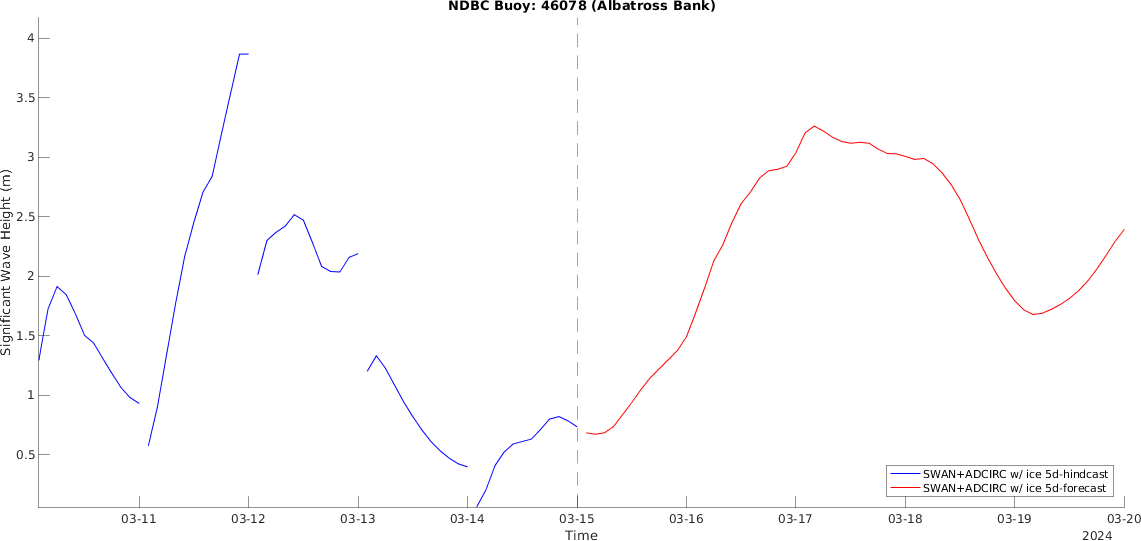 NDBC Buoy: 46078 (Albatross Bank)
4
3.5
3
2.5
2
1.5
1
0.5
Significant Wave Height (m)
SWAN+ADCIRC w/ ice 5d-hindcast
SWAN+ADCIRC w/ ice 5d-forecast
03-11 03-12 03-13 03-14 03-15 03-16 03-17 03-18 03-19 03-20
Time
2024